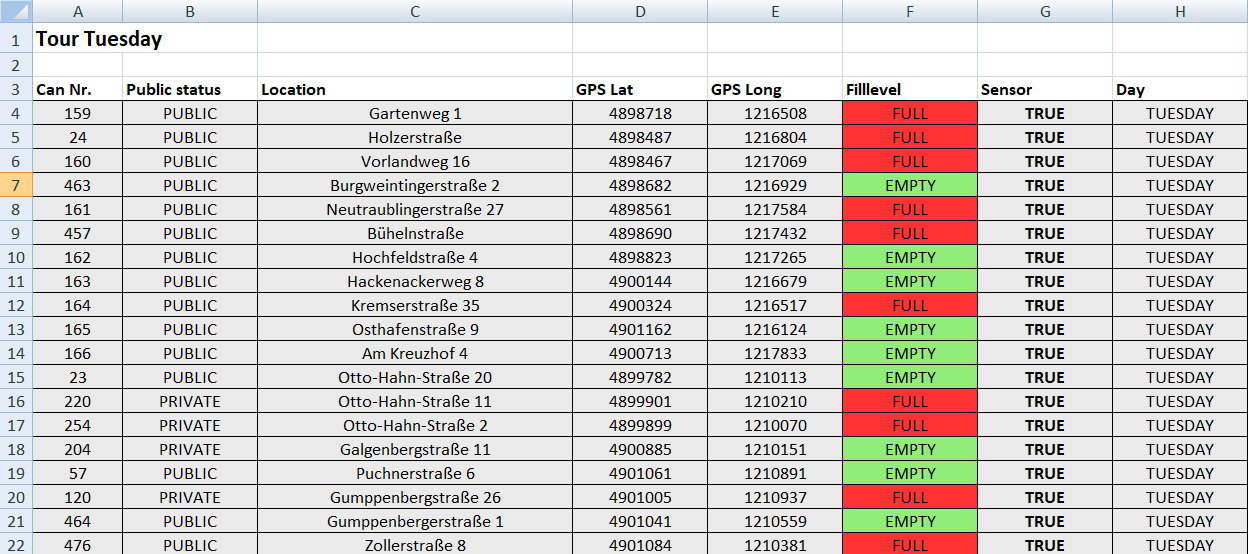 A B C D E F G H
1 Tour Tuesday
2
3 Can Nr. Public status Location GPS Lat GPS Long Filllevel Sensor Day
4 159 PUBLIC Gartenweg 1 4898718 1216508 FULL TRUE TUESDAY
5 24 PUBLIC Holzerstraße 4898487 1216804 FULL TRUE TUESDAY
6 160 PUBLIC Vorlandweg 16 4898467 1217069 FULL TRUE TUESDAY
7 463 PUBLIC Burgweintingerstraße 2 4898682 1216929 EMPTY TRUE TUESDAY
8 161 PUBLIC Neutraublingerstraße 27 4898561 1217584 FULL TRUE TUESDAY
9 457 PUBLIC Bühelnstraße 4898690 1217432 FULL TRUE TUESDAY
10 162 PUBLIC Hochfeldstraße 4 4898823 1217265 EMPTY TRUE TUESDAY
11 163 PUBLIC Hackenackerweg 8 4900144 1216679 EMPTY TRUE TUESDAY
12 164 PUBLIC Kremserstraße 35 4900324 1216517 FULL TRUE TUESDAY
13 165 PUBLIC Osthafenstraße 9 4901162 1216124 EMPTY TRUE TUESDAY
14 166 PUBLIC Am Kreuzhof 4 4900713 1217833 EMPTY TRUE TUESDAY
15 23 PUBLIC Otto-Hahn-Straße 20 4899782 1210113 EMPTY TRUE TUESDAY
16 220 PRIVATE Otto-Hahn-Straße 11 4899901 1210210 FULL TRUE TUESDAY
17 254 PRIVATE Otto-Hahn-Straße 2 4899899 1210070 FULL TRUE TUESDAY
18 204 PRIVATE Galgenbergstraße 11 4900885 1210151 EMPTY TRUE TUESDAY
19 57 PUBLIC Puchnerstraße 6 4901061 1210891 EMPTY TRUE TUESDAY
20 120 PRIVATE Gumppenbergstraße 26 4901005 1210937 FULL TRUE TUESDAY
21 464 PUBLIC Gumppenbergerstraße 1 4901041 1210559 EMPTY TRUE TUESDAY
22 476 PUBLIC Zollerstraße 8 4901084 1210381 FULL TRUE TUESDAY